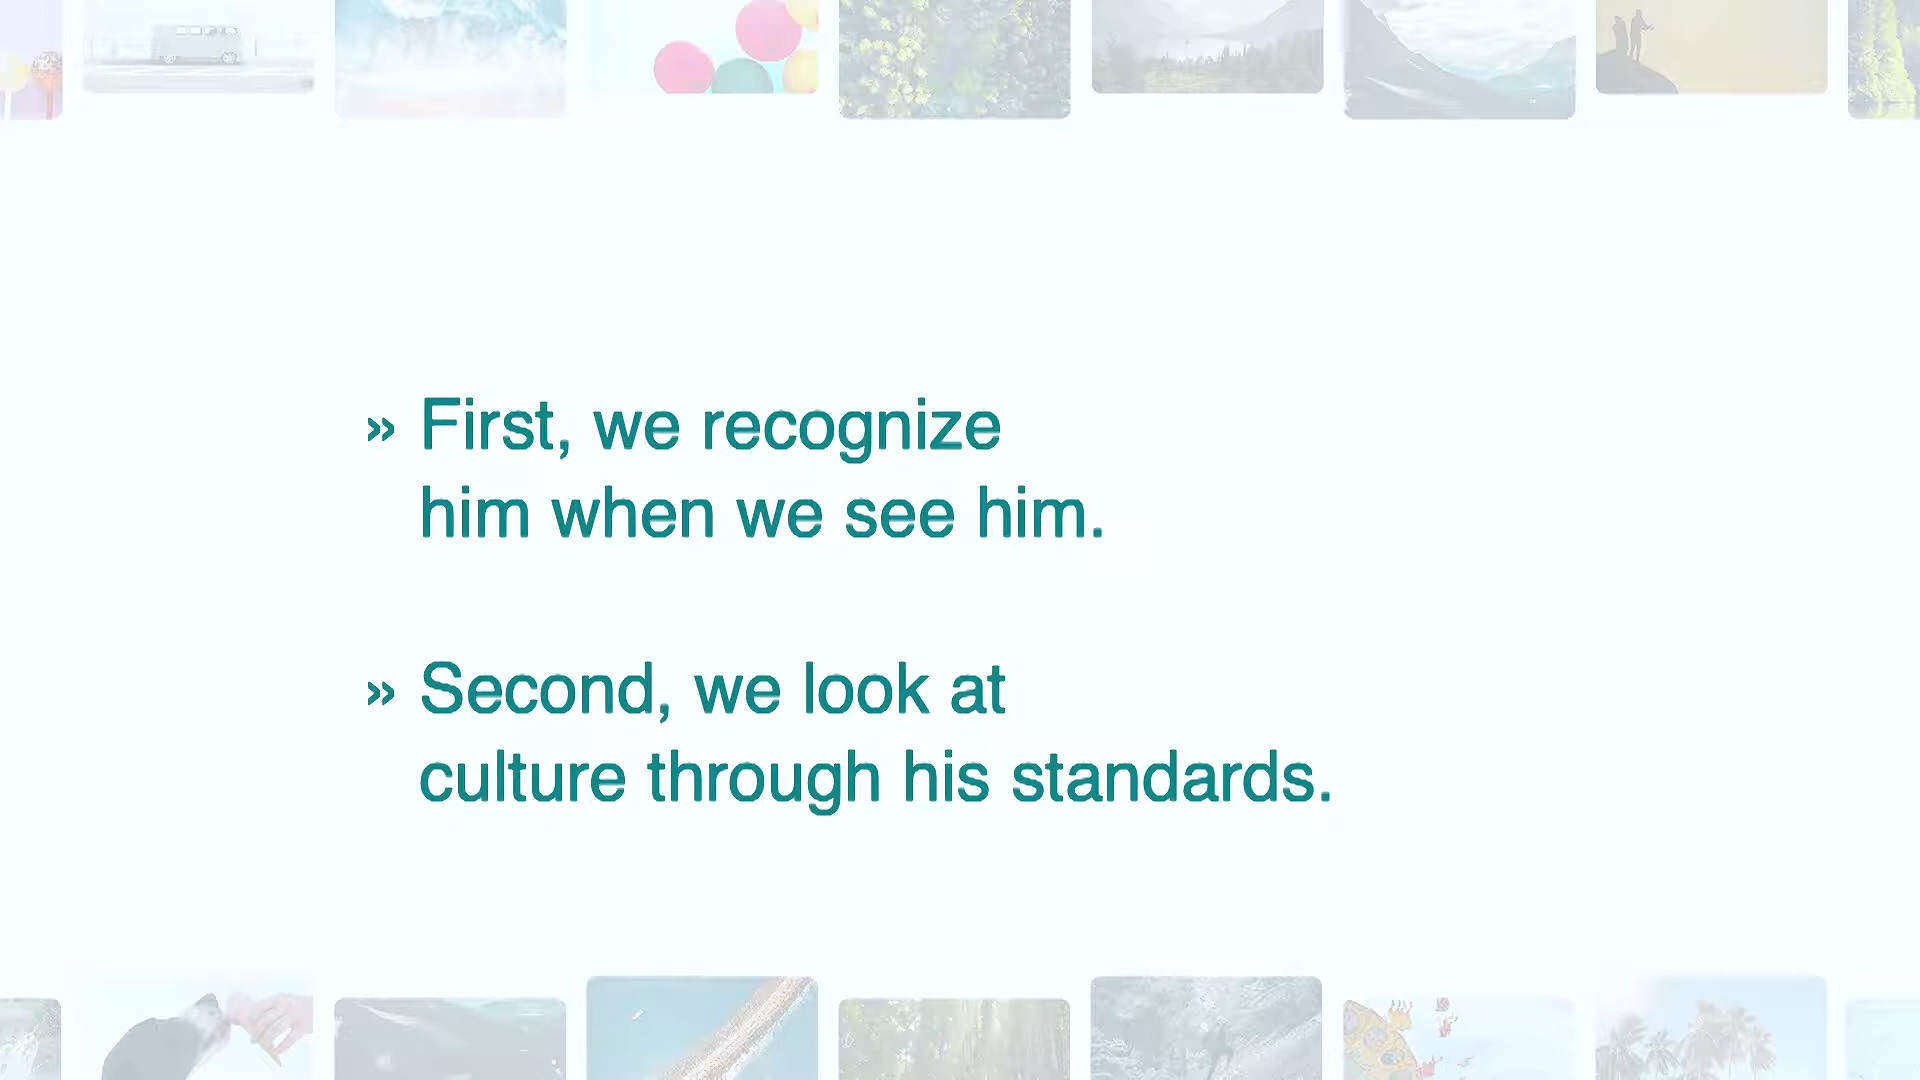 » First, we recognize
him when we see him.
» Second, we look at
culture through his standards.